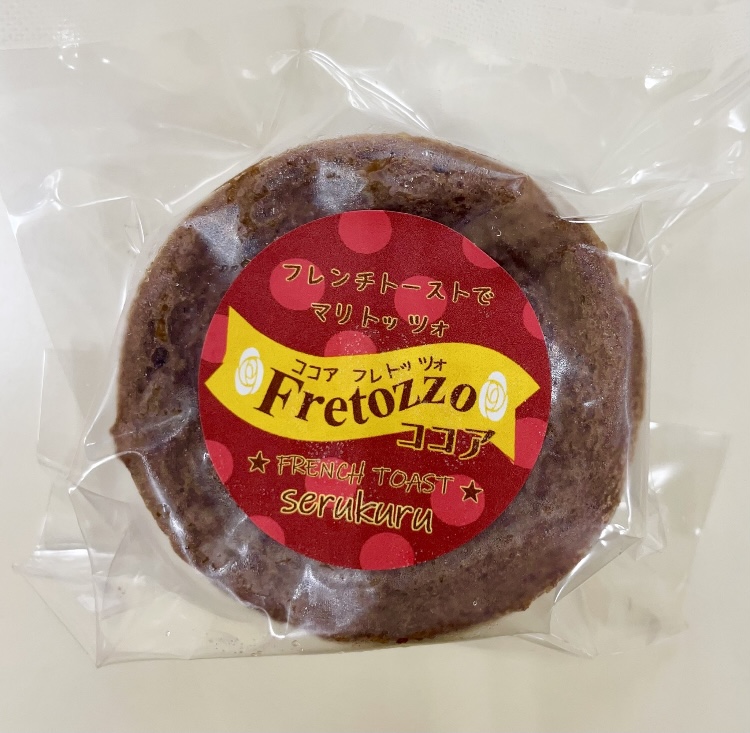 フレンチトーストで
マリトッツォ
ココア フレトッツォ
Fretozzo
ココア
★ FRENCH TOAST ★
serukuru